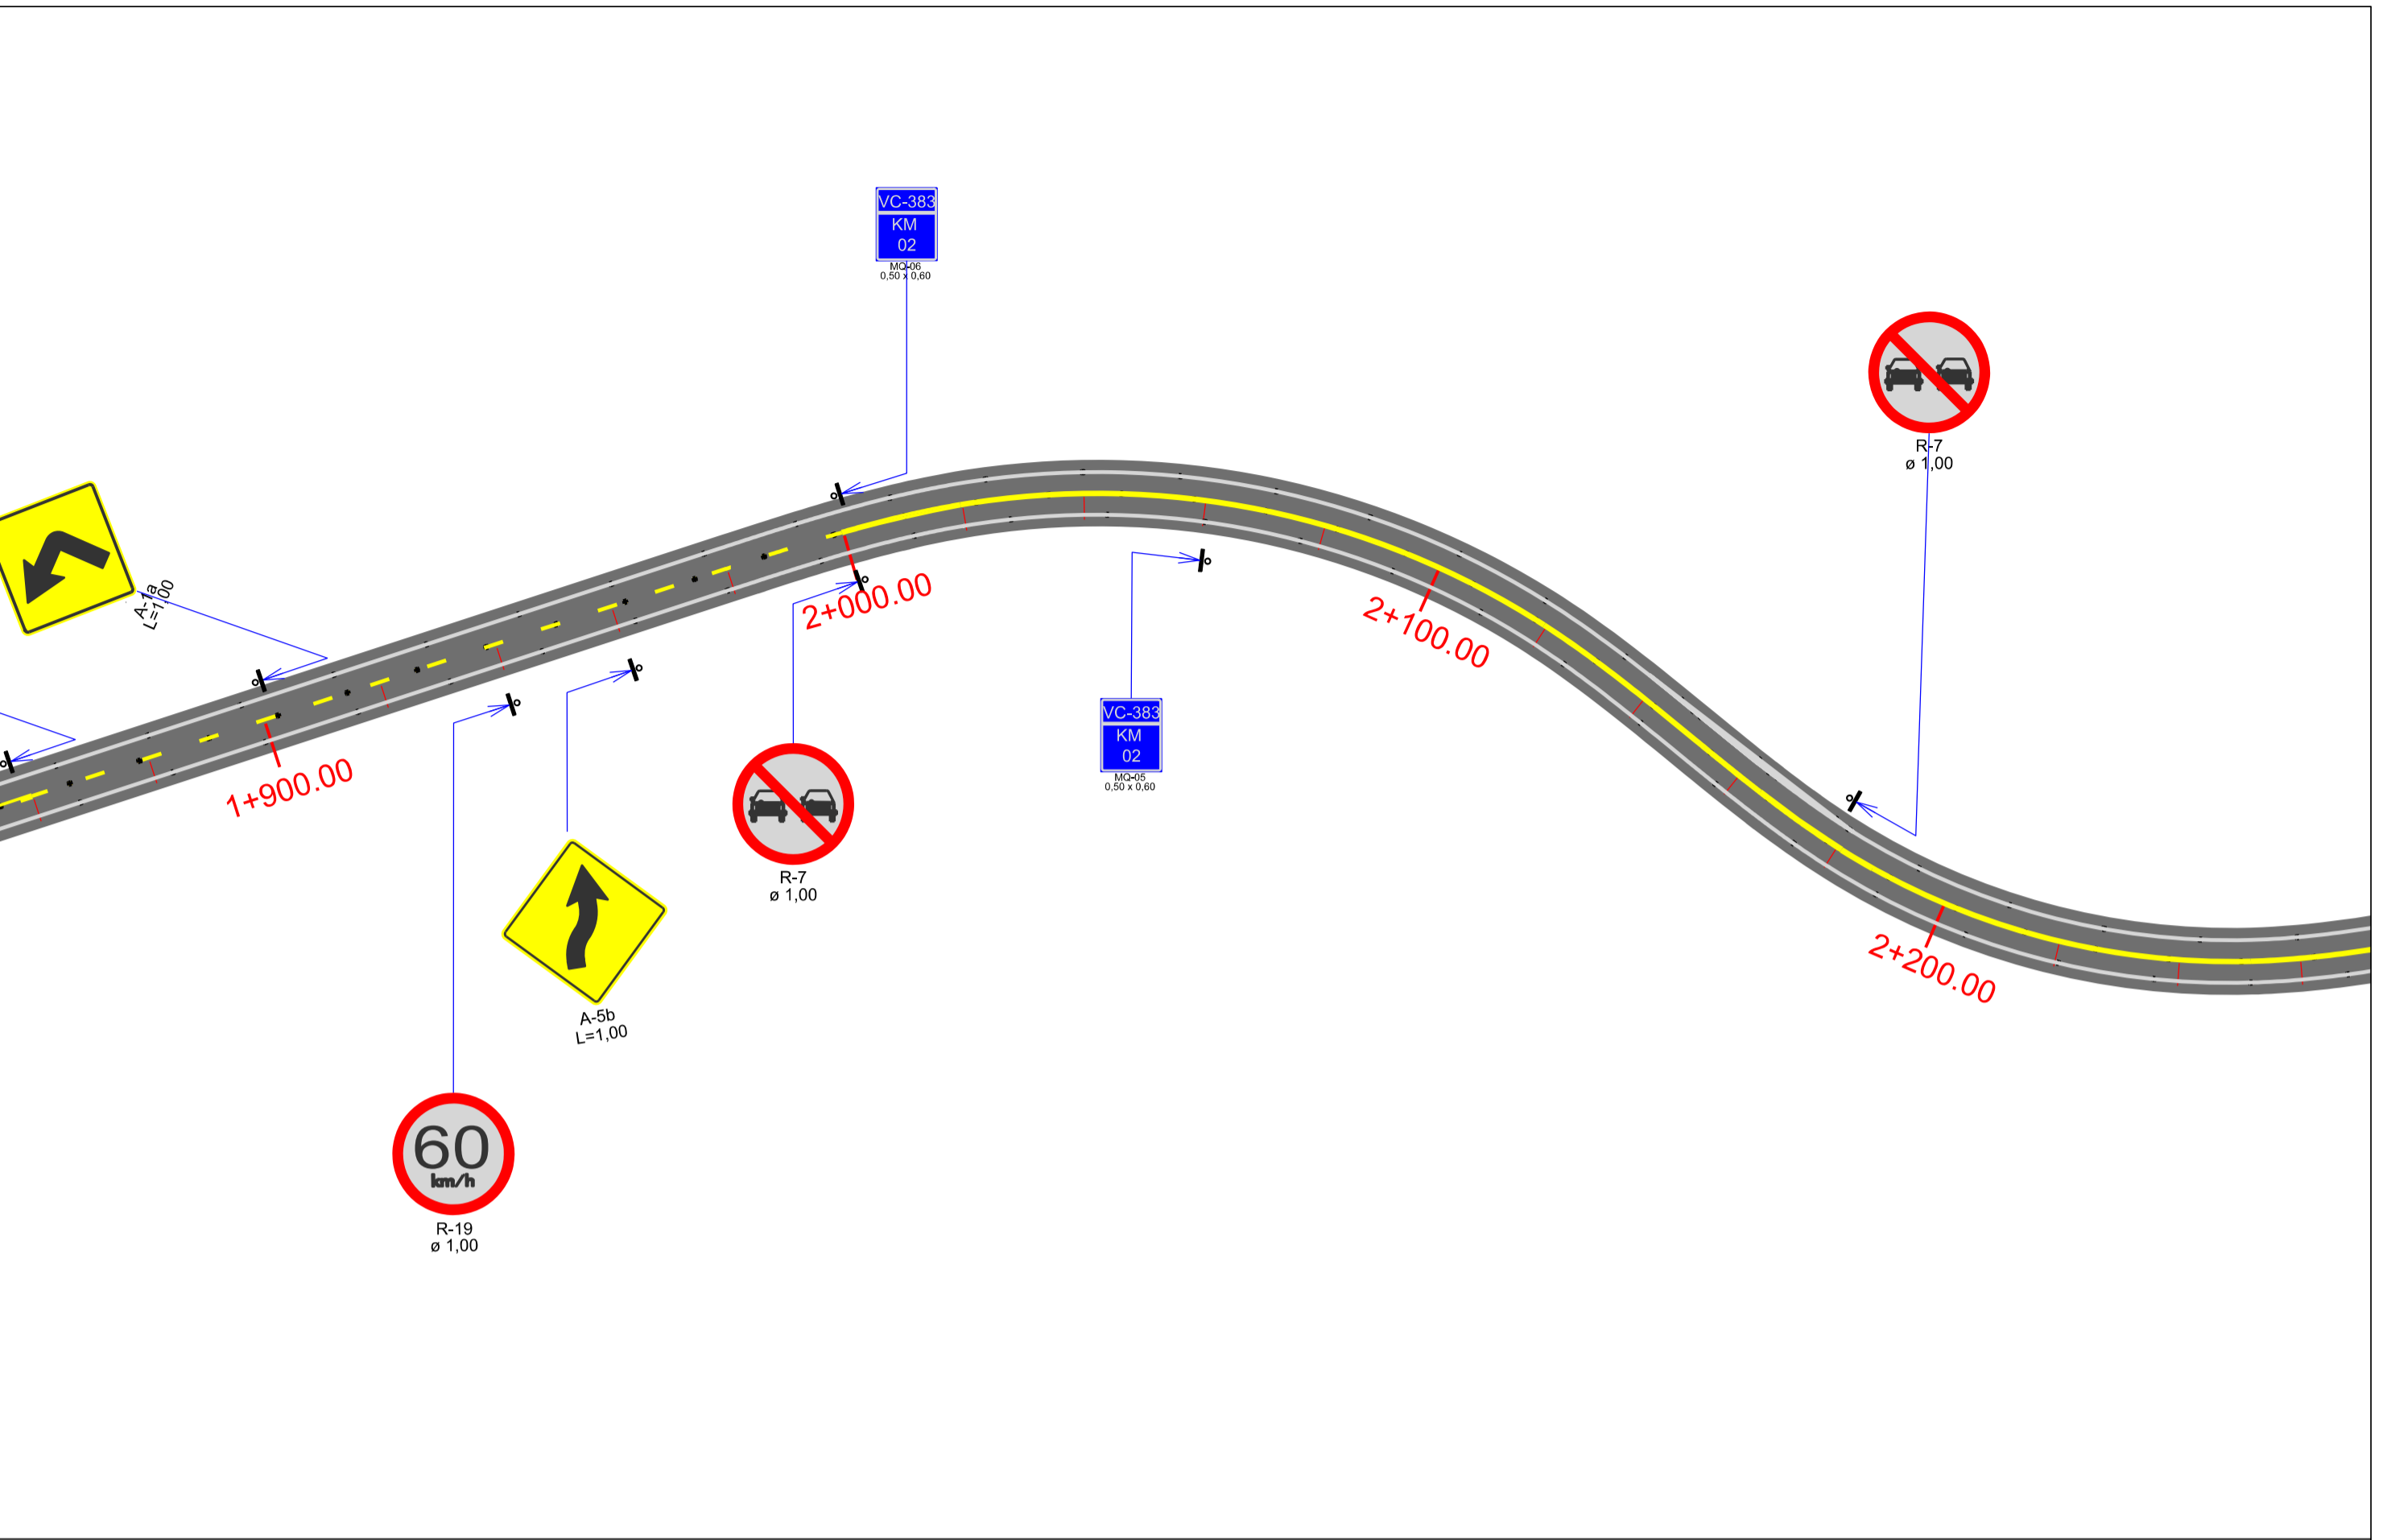 VC-383
KM
02
MQ-06
0,50 x 0,60
R-7
ø 1,00
A-1a
L=1,00
2+000.00
2+100.00
1+900.00
VC-383
KM
02
MQ-05
0,50 x 0,60
R-7
ø 1,00
2+200.00
A-5b
L=1,00
60
km/h
R-19
ø 1,00